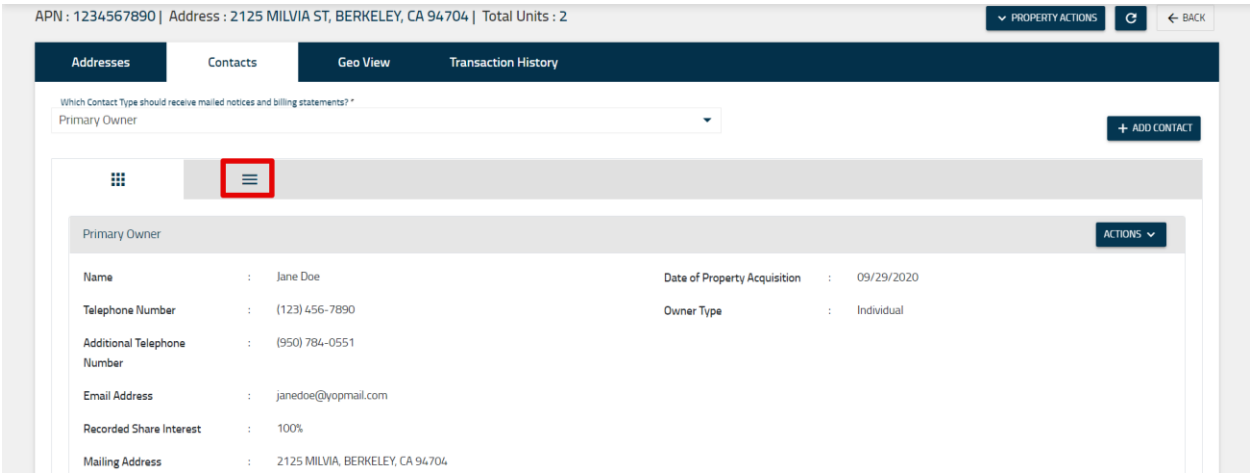 APN : 1234567890 | Address : 2125 MILVIA ST, BERKELEY, CA 94704 | Total Units : 2
PROPERTY ACTIONS
BACK
Addresses Contacts Geo View Transaction History
Which Contact Type should receive mailed notices and billing statements? *
Primary Owner
+ ADD CONTACT
Primary Owner
ACTIONS
Name : Jane Doe
Date of Property Acquisition : 09/29/2020
Telephone Number : (123) 456-7890
Owner Type : Individual
Additional Telephone Number : (950) 784-0551
Email Address : janedoe@yopmail.com
Recorded Share Interest : 100%
Mailing Address : 2125 MILVIA, BERKELEY, CA 94704